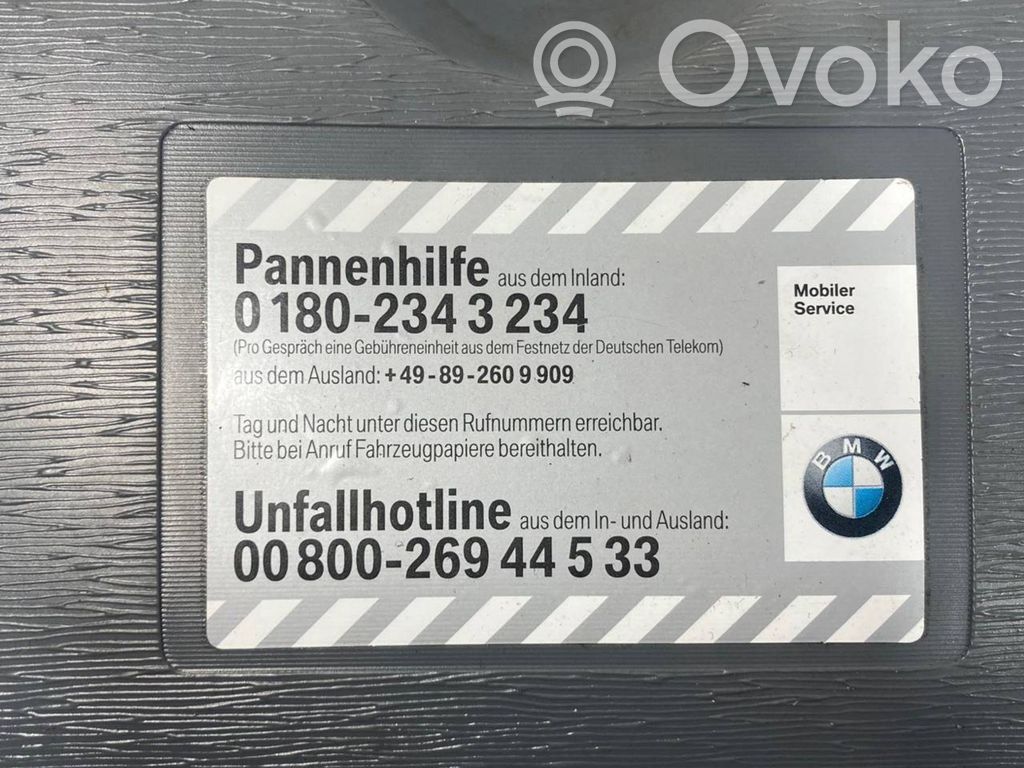 Ovoko
Pannenhilfe aus dem Inland:
0 180-234 3 234
(Pro Gespräch eine Gebühreneinheit aus dem Festnetz der Deutschen Telekom)
aus dem Ausland: +49-89-260 9 909
Tag und Nacht unter diesen Rufnummern erreichbar.
Bitte bei Anruf Fahrzeugpapiere bereithalten.
Unfallhotline aus dem In- und Ausland:
00 800-269 44 5 33
Mobiler
Service
BMW